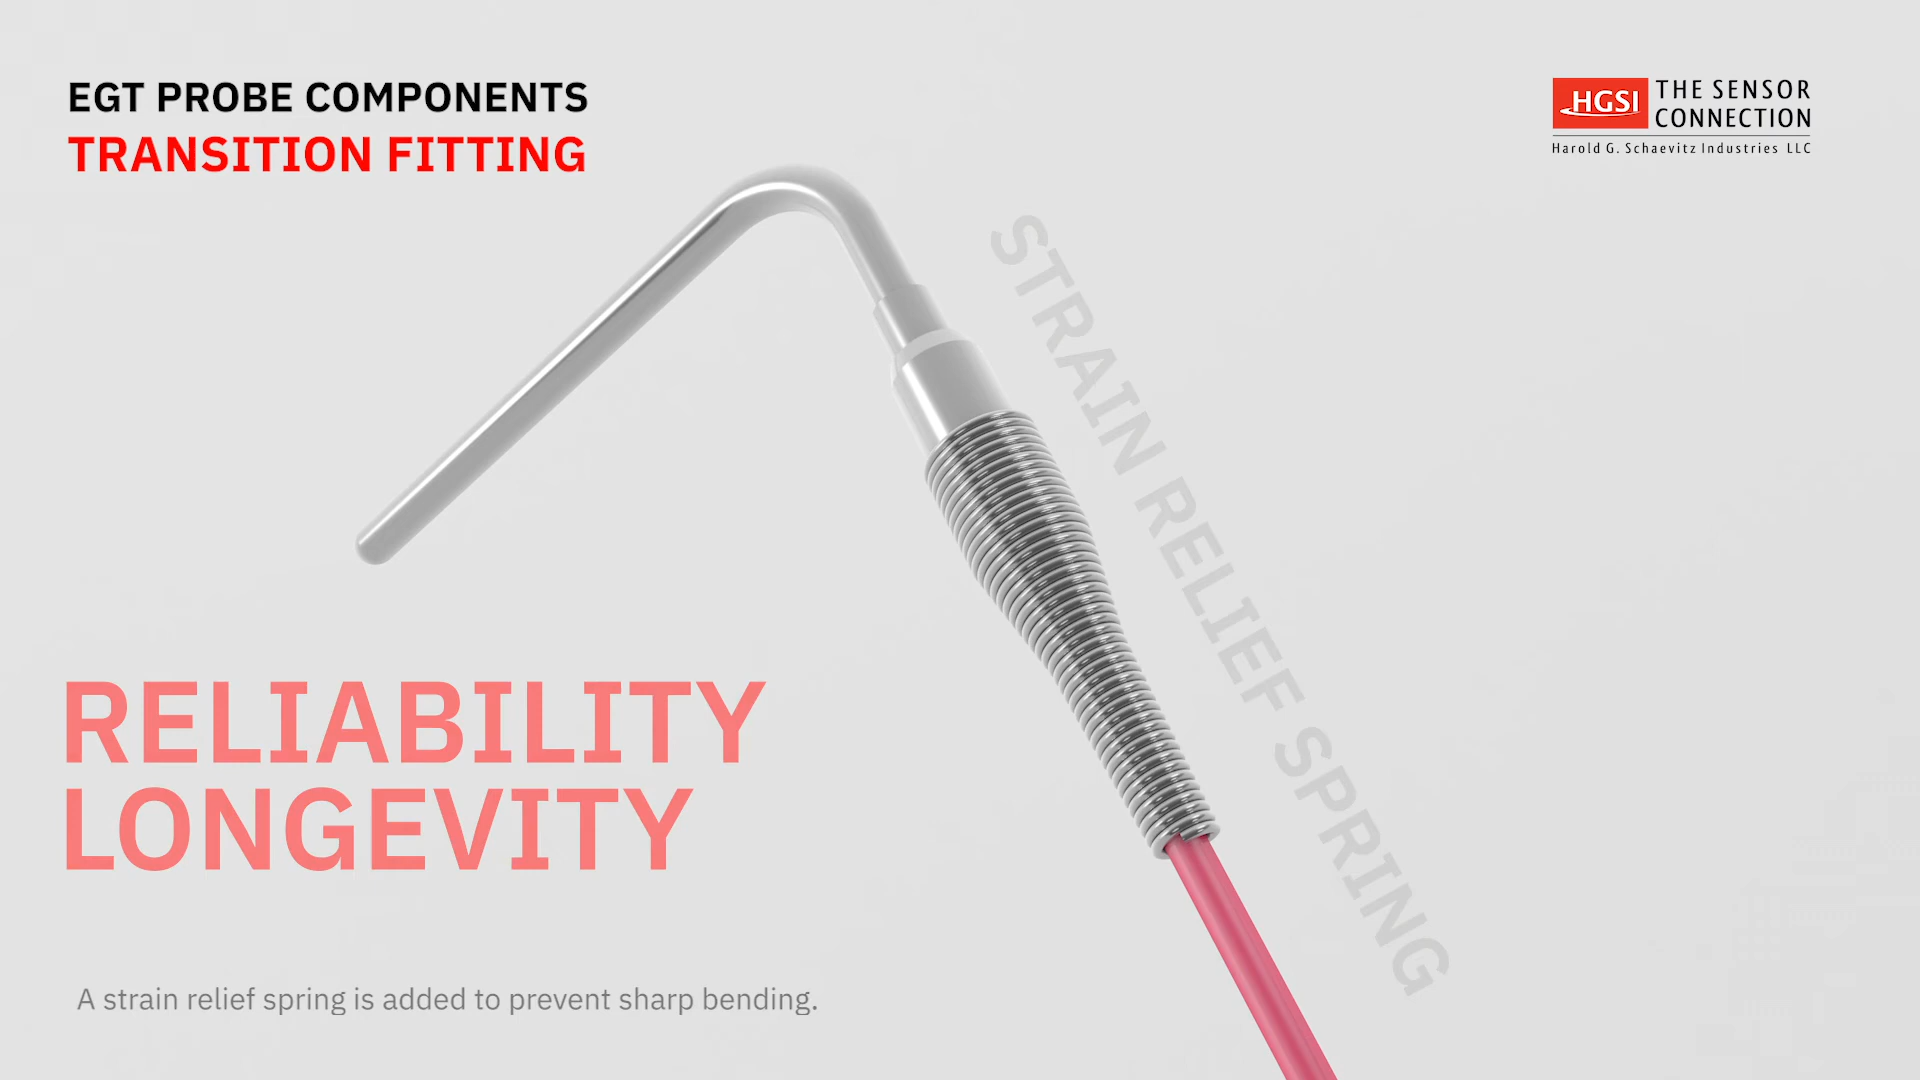 EGT PROBE COMPONENTS
TRANSITION FITTING
HGSI
THE SENSOR
CONNECTION
Harold G. Schaevitz Industries LLC
STRAIN RELIEF SPRING
RELIABILITY
LONGEVITY
A strain relief spring is added to prevent sharp bending.